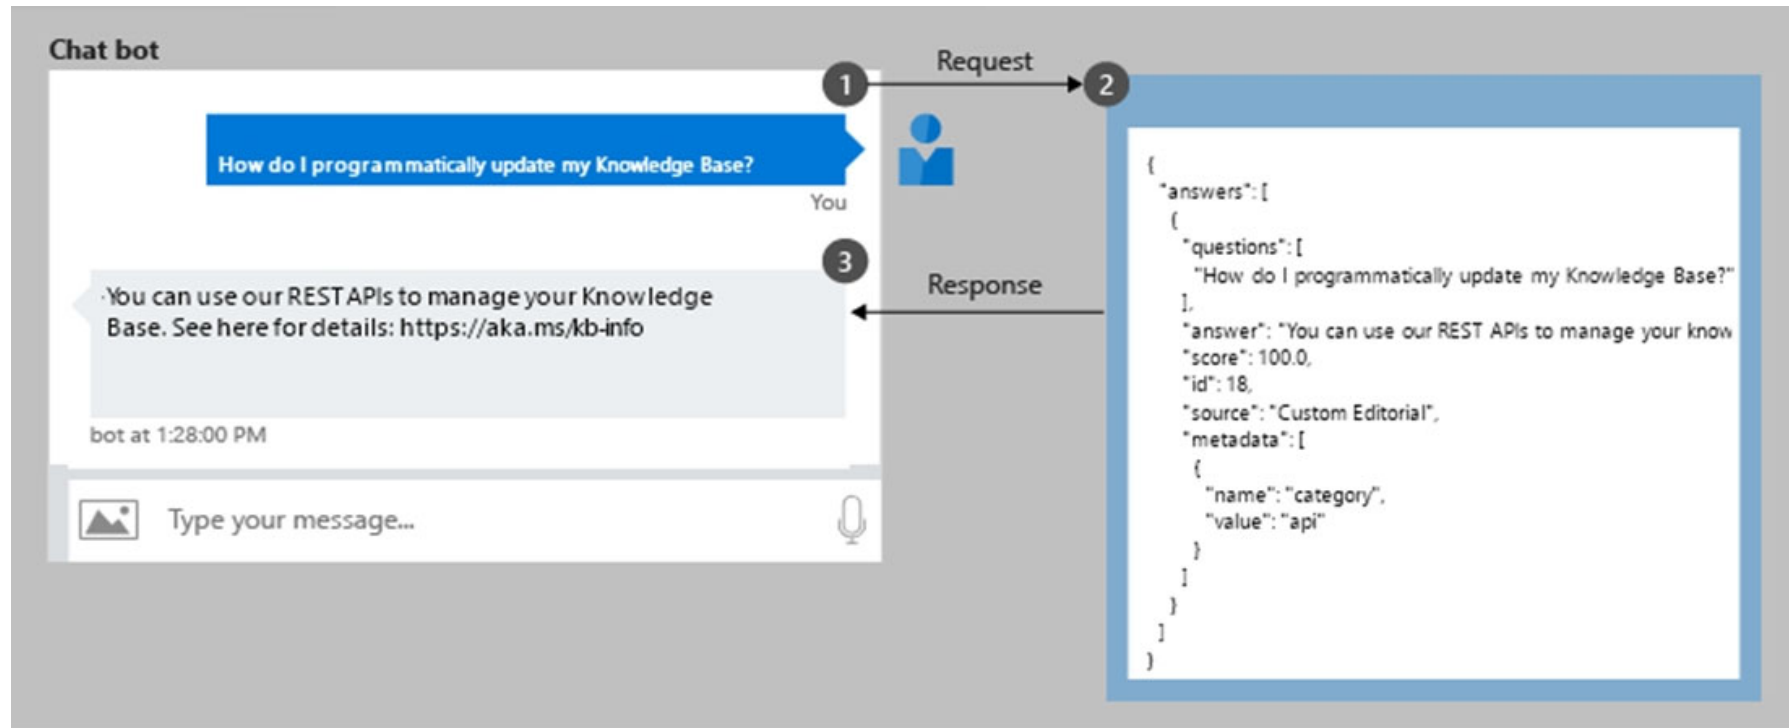 Chat bot
1
Request
2
How do I programmatically update my Knowledge Base?
You
3
Response
You can use our REST APIs to manage your Knowledge
Base. See here for details: https://aka.ms/kb-info
bot at 1:28:00 PM
Type your message...
{
"answers": [
{
"questions": [
"How do I programmatically update my Knowledge Base?"
],
"answer": "You can use our REST APIs to manage your know
"score": 100.0,
"id": 18,
"source": "Custom Editorial",
"metadata": [
{
"name": "category",
"value": "api"
}
]
}
]
}